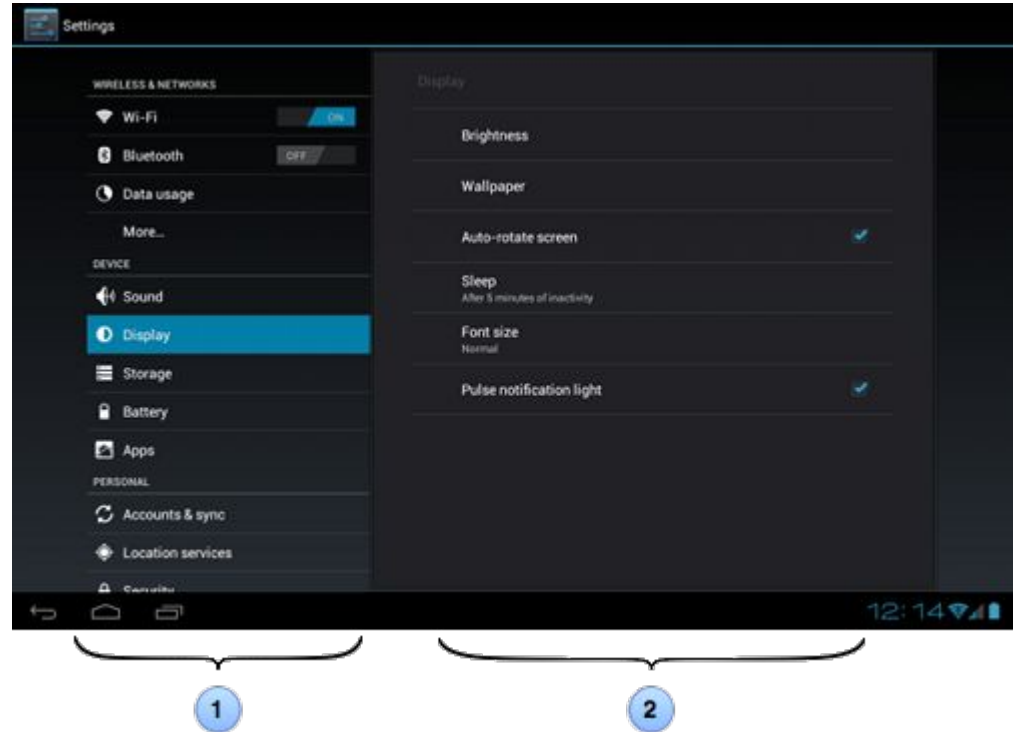 Settings
WIRELESS & NETWORKS
Wi-Fi ON
Bluetooth OFF
Data usage
More...
DEVICE
Sound
Display
Storage
Battery
Apps
PERSONAL
Accounts & sync
Location services
Security
Display
Brightness
Wallpaper
Auto-rotate screen
Sleep
After 5 minutes of inactivity
Font size
Normal
Pulse notification light
12:14
1
2